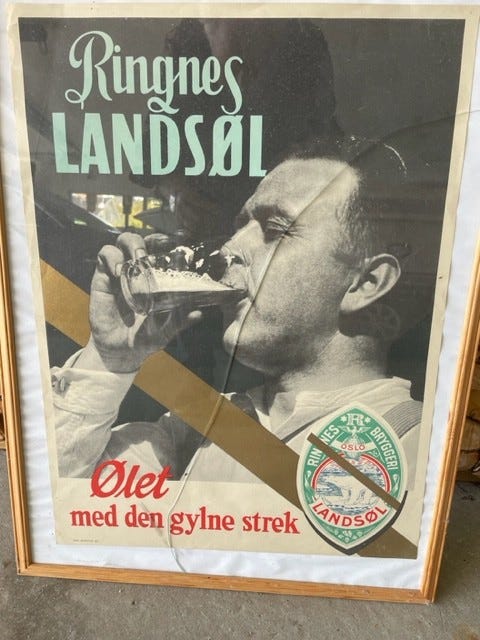 Ringnes
LANDSØL
Ølet
med den gylne strek
R
RINGNES BRYGGERI
OSLO
LANDSØL